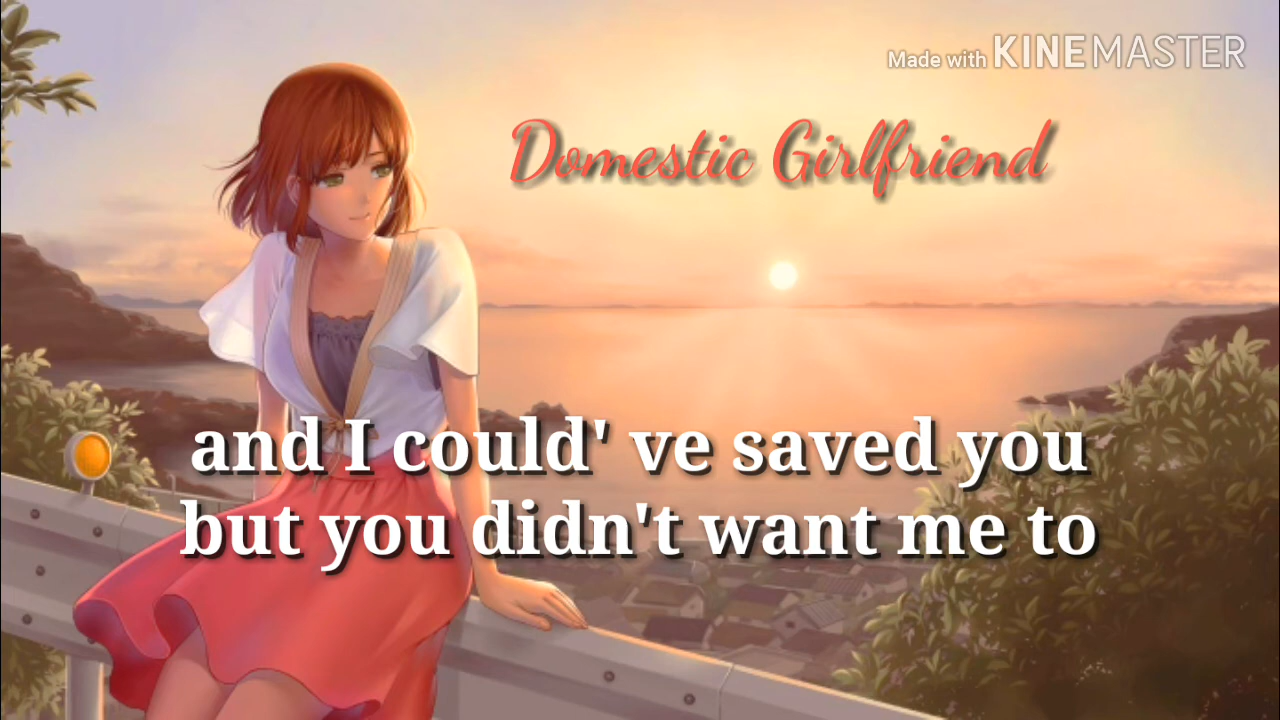 Made with KINEMASTER
Domestic Girlfriend
and I could' ve saved you
but you didn't want me to